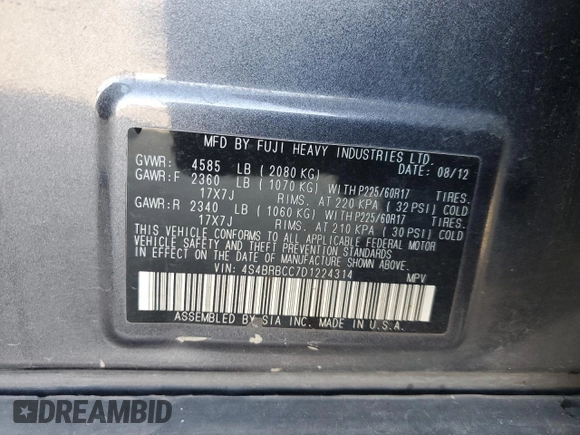 MFD BY FUJI HEAVY INDUSTRIES LTD.
DATE: 08/12
GVWR: 4585 LB ( 2080 KG)
GAWR:F 2360 LB ( 1070 KG) WITH P225/60R17 TIRES.
17X7J RIMS. AT 220 KPA ( 32 PSI) COLD
GAWR:R 2340 LB ( 1060 KG) WITH P225/60R17 TIRES.
17X7J RIMS. AT 210 KPA ( 30 PSI) COLD
THIS VEHICLE CONFORMS TO ALL APPLICABLE FEDERAL MOTOR
VEHICLE SAFETY AND THEFT PREVENTION STANDARDS
IN EFFECT ON THE DATE OF MANUFACTURE SHOWN ABOVE.
VIN: 4S4BRBCC7D1224314 MPV
ASSEMBLED BY SIA INC. MADE IN U.S.A.
DREAMBID